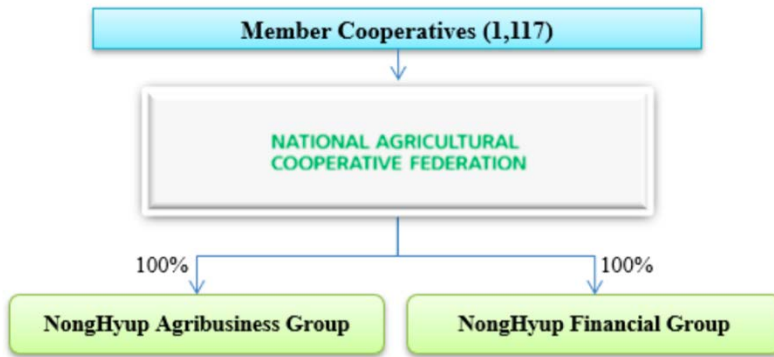 Member Cooperatives (1,117)
NATIONAL AGRICULTURAL
COOPERATIVE FEDERATION
100%
100%
NongHyup Agribusiness Group
NongHyup Financial Group